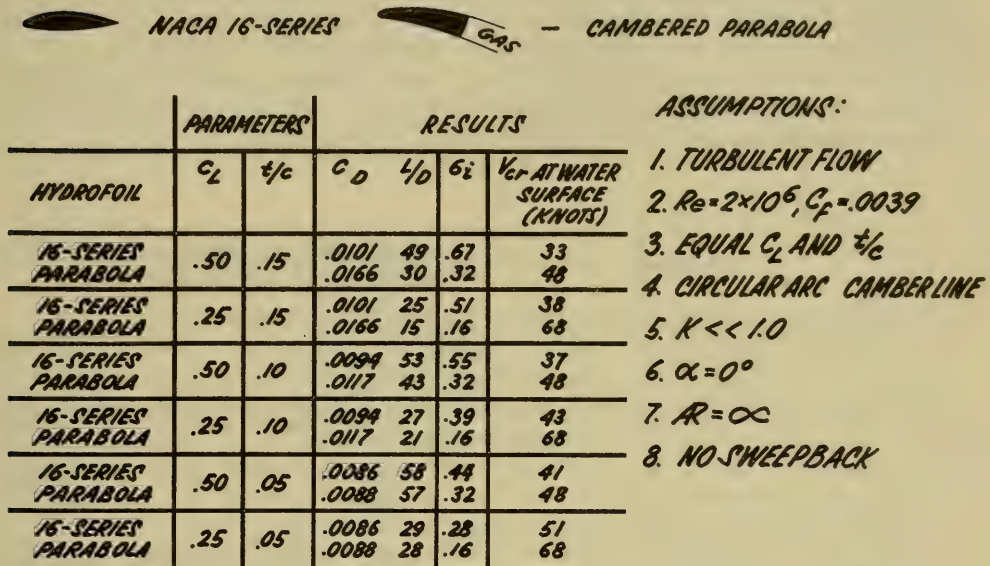 NACA 16-SERIES GAS — CAMBERED PARABOLA
PARAMETERS RESULTS
HYDROFOIL C_L t/c C_D L/D σi Vcr AT WATER SURFACE (KNOTS)
16-SERIES .50 .15 .0101 49 .67 33
PARABOLA .0166 30 .32 48
16-SERIES .25 .15 .0101 25 .51 38
PARABOLA .0166 15 .16 68
16-SERIES .50 .10 .0094 53 .55 37
PARABOLA .0117 43 .32 48
16-SERIES .25 .10 .0094 27 .39 43
PARABOLA .0117 21 .16 68
16-SERIES .50 .05 .0086 58 .44 41
PARABOLA .0088 57 .32 48
16-SERIES .25 .05 .0086 29 .28 51
PARABOLA .0088 28 .16 68
ASSUMPTIONS:
1. TURBULENT FLOW
2. Re=2×10⁶, C_f=.0039
3. EQUAL C_L AND t/c
4. CIRCULAR ARC CAMBERLINE
5. K << 1.0
6. α=0°
7. AR=∞
8. NO SWEEPBACK